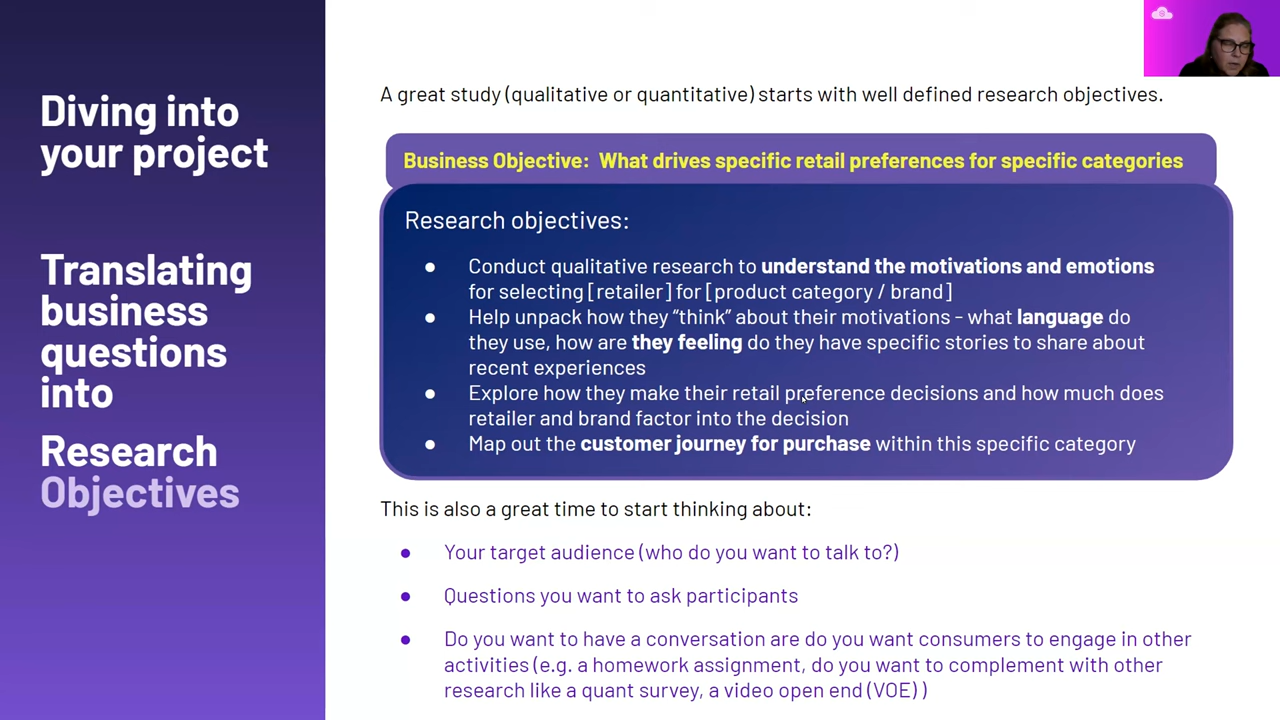 Diving into
your project
Translating
business
questions
into
Research
Objectives
A great study (qualitative or quantitative) starts with well defined research objectives.
Business Objective:  What drives specific retail preferences for specific categories
Research objectives:
● Conduct qualitative research to understand the motivations and emotions
for selecting [retailer] for [product category / brand]
● Help unpack how they “think” about their motivations - what language do
they use, how are they feeling do they have specific stories to share about
recent experiences
● Explore how they make their retail preference decisions and how much does
retailer and brand factor into the decision
● Map out the customer journey for purchase within this specific category
This is also a great time to start thinking about:
● Your target audience (who do you want to talk to?)
● Questions you want to ask participants
● Do you want to have a conversation are do you want consumers to engage in other
activities (e.g. a homework assignment, do you want to complement with other
research like a quant survey, a video open end (VOE) )